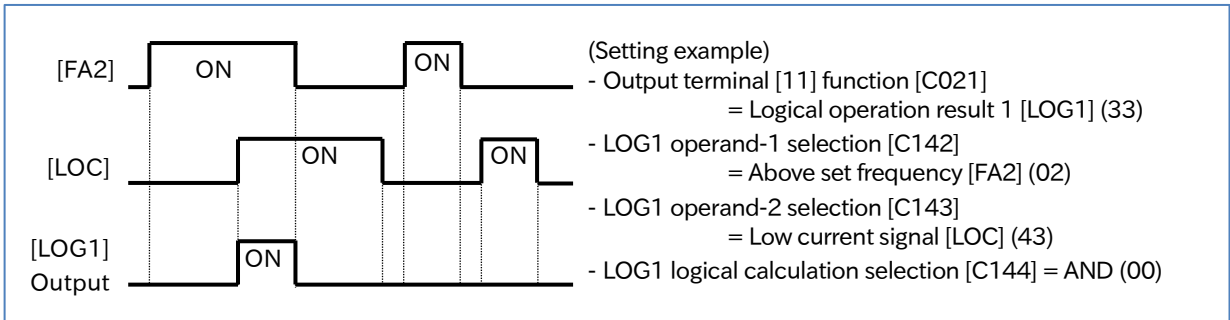 [FA2]
ON
ON
[LOC]
ON
ON
[LOG1]
Output
ON
(Setting example)
- Output terminal [11] function [C021]
= Logical operation result 1 [LOG1] (33)
- LOG1 operand-1 selection [C142]
= Above set frequency [FA2] (02)
- LOG1 operand-2 selection [C143]
= Low current signal [LOC] (43)
- LOG1 logical calculation selection [C144] = AND (00)